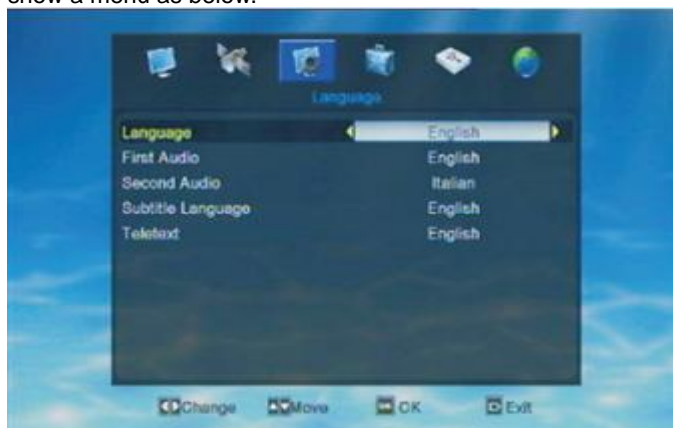 show a menu as below.
Language
Language English
First Audio English
Second Audio Italian
Subtitle Language English
Teletext English
Change Move OK Exit